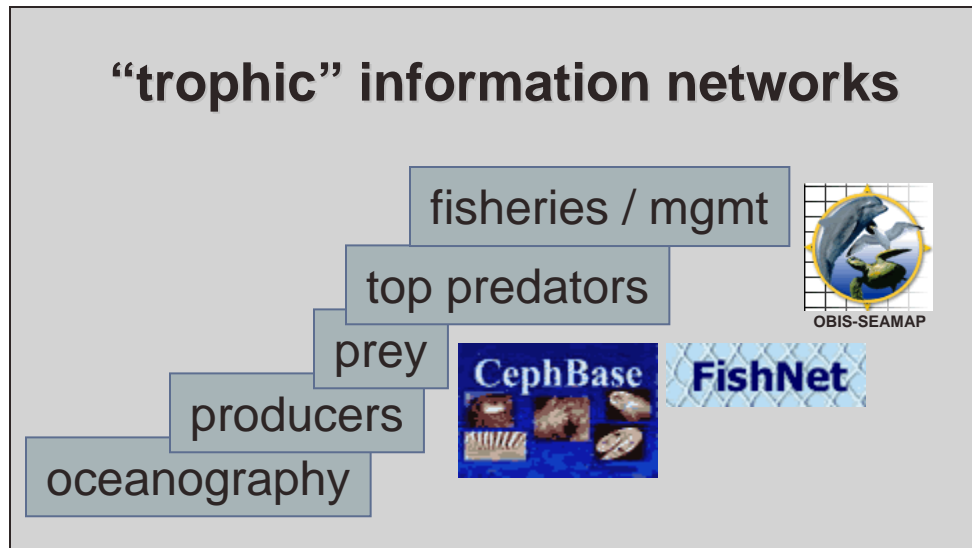 “trophic” information networks
fisheries / mgmt
top predators
OBIS-SEAMAP
prey
CephBase
FishNet
producers
oceanography